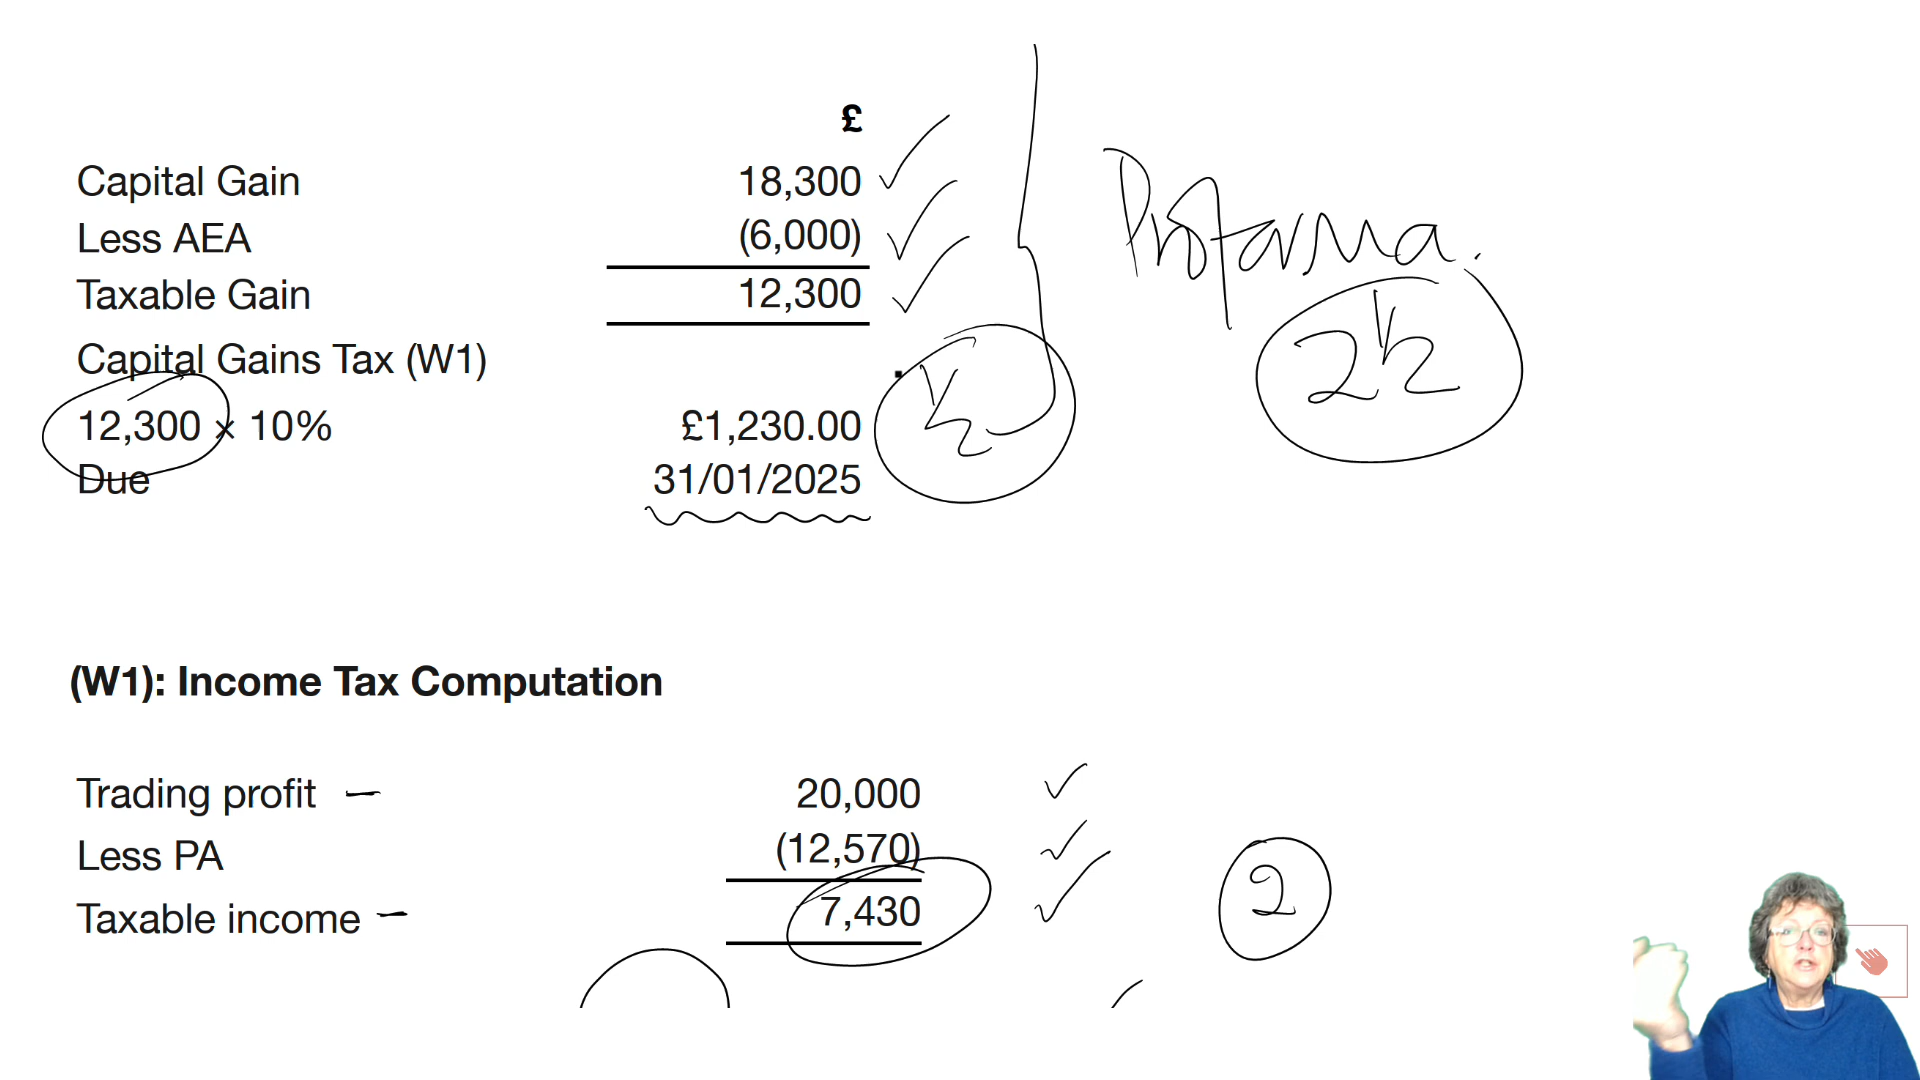 £
Capital Gain 18,300
Less AEA (6,000)
Taxable Gain 12,300
Capital Gains Tax (W1)
12,300 × 10% £1,230.00
Due 31/01/2025
½
Proforma.
2½
(W1): Income Tax Computation
Trading profit 20,000
Less PA (12,570)
Taxable income 7,430
2